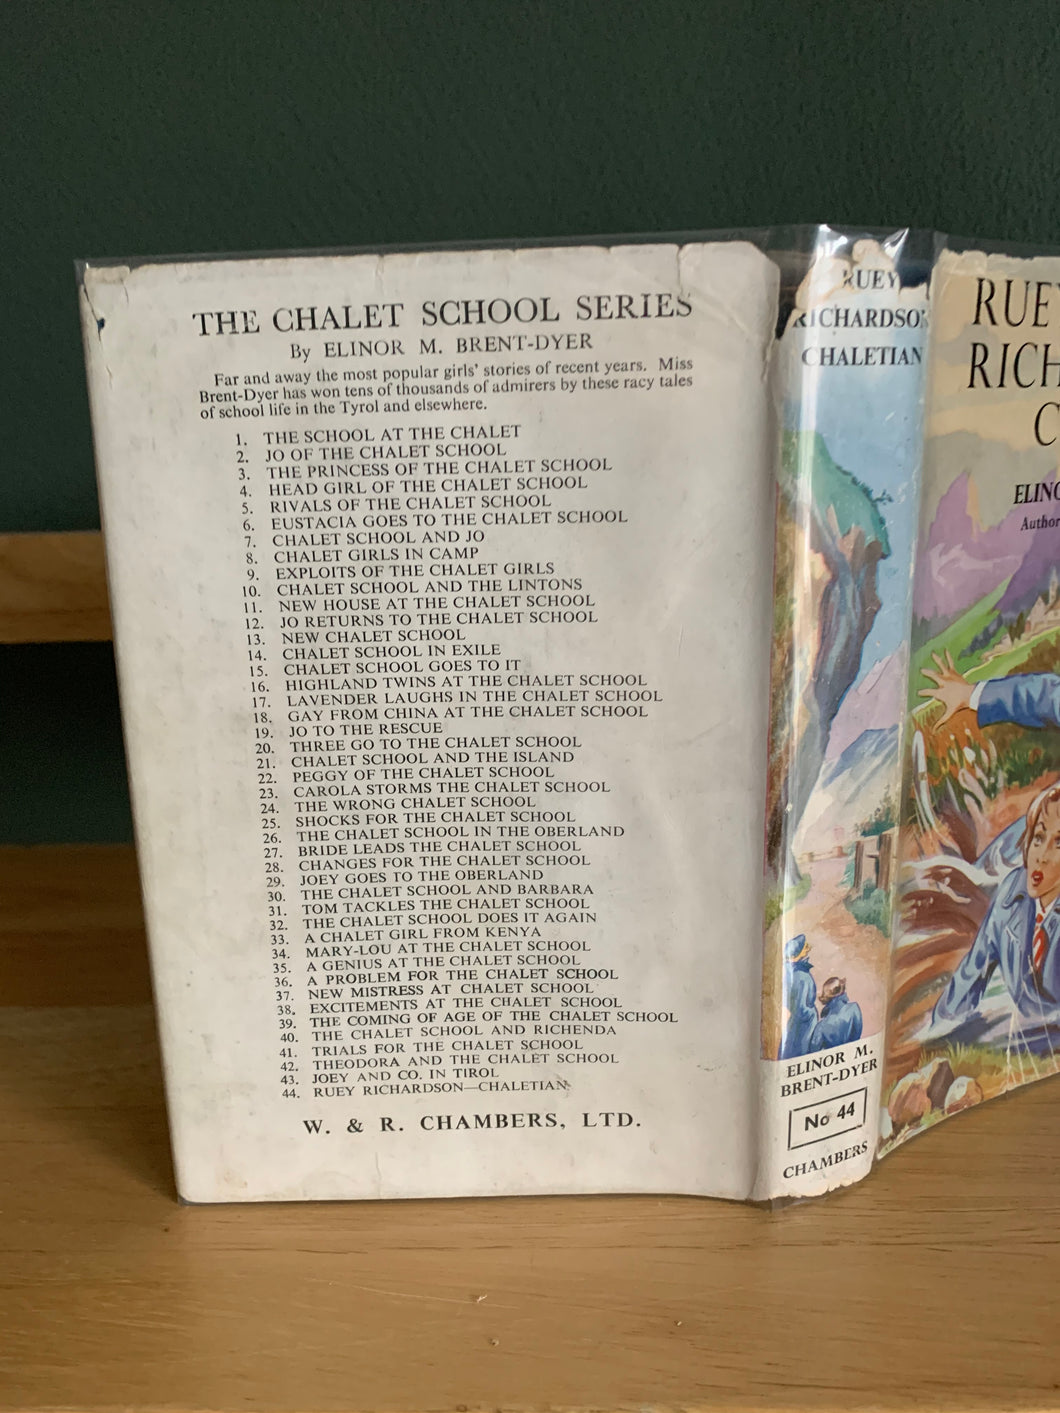 THE CHALET SCHOOL SERIES
By ELINOR M. BRENT-DYER
Far and away the most popular girls' stories of recent years. Miss
Brent-Dyer has won tens of thousands of admirers by these racy tales
of school life in the Tyrol and elsewhere.
1. THE SCHOOL AT THE CHALET
2. JO OF THE CHALET SCHOOL
3. THE PRINCESS OF THE CHALET SCHOOL
4. HEAD GIRL OF THE CHALET SCHOOL
5. RIVALS OF THE CHALET SCHOOL
6. EUSTACIA GOES TO THE CHALET SCHOOL
7. CHALET SCHOOL AND JO
8. CHALET GIRLS IN CAMP
9. EXPLOITS OF THE CHALET GIRLS
10. CHALET SCHOOL AND THE LINTONS
11. NEW HOUSE AT THE CHALET SCHOOL
12. JO RETURNS TO THE CHALET SCHOOL
13. NEW CHALET SCHOOL
14. CHALET SCHOOL IN EXILE
15. CHALET SCHOOL GOES TO IT
16. HIGHLAND TWINS AT THE CHALET SCHOOL
17. LAVENDER LAUGHS IN THE CHALET SCHOOL
18. GAY FROM CHINA AT THE CHALET SCHOOL
19. JO TO THE RESCUE
20. THREE GO TO THE CHALET SCHOOL
21. CHALET SCHOOL AND THE ISLAND
22. PEGGY OF THE CHALET SCHOOL
23. CAROLA STORMS THE CHALET SCHOOL
24. THE WRONG CHALET SCHOOL
25. SHOCKS FOR THE CHALET SCHOOL
26. THE CHALET SCHOOL IN THE OBERLAND
27. BRIDE LEADS THE CHALET SCHOOL
28. CHANGES FOR THE CHALET SCHOOL
29. JOEY GOES TO THE OBERLAND
30. THE CHALET SCHOOL AND BARBARA
31. TOM TACKLES THE CHALET SCHOOL
32. THE CHALET SCHOOL DOES IT AGAIN
33. A CHALET GIRL FROM KENYA
34. MARY-LOU AT THE CHALET SCHOOL
35. A GENIUS AT THE CHALET SCHOOL
36. A PROBLEM FOR THE CHALET SCHOOL
37. NEW MISTRESS AT CHALET SCHOOL
38. EXCITEMENTS AT THE CHALET SCHOOL
39. THE COMING OF AGE OF THE CHALET SCHOOL
40. THE CHALET SCHOOL AND RICHENDA
41. TRIALS FOR THE CHALET SCHOOL
42. THEODORA AND THE CHALET SCHOOL
43. JOEY AND CO. IN TIROL
44. RUEY RICHARDSON—CHALETIAN
W. & R. CHAMBERS, LTD.
RUEY
RICHARDSON
CHALETIAN
ELINOR M.
BRENT-DYER
No 44
CHAMBERS
RUEY
RICH
C
ELINO
Author